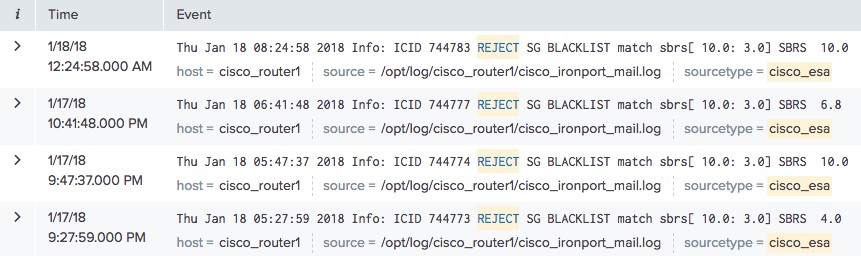 i Time Event
> 1/18/18 Thu Jan 18 08:24:58 2018 Info: ICID 744783 REJECT SG BLACKLIST match sbrs[ 10.0: 3.0] SBRS  10.0
12:24:58.000 AM host = cisco_router1 source = /opt/log/cisco_router1/cisco_ironport_mail.log sourcetype = cisco_esa
> 1/17/18 Thu Jan 18 06:41:48 2018 Info: ICID 744777 REJECT SG BLACKLIST match sbrs[ 10.0: 3.0] SBRS  6.8
10:41:48.000 PM host = cisco_router1 source = /opt/log/cisco_router1/cisco_ironport_mail.log sourcetype = cisco_esa
> 1/17/18 Thu Jan 18 05:47:37 2018 Info: ICID 744774 REJECT SG BLACKLIST match sbrs[ 10.0: 3.0] SBRS  10.0
9:47:37.000 PM host = cisco_router1 source = /opt/log/cisco_router1/cisco_ironport_mail.log sourcetype = cisco_esa
> 1/17/18 Thu Jan 18 05:27:59 2018 Info: ICID 744773 REJECT SG BLACKLIST match sbrs[ 10.0: 3.0] SBRS  4.0
9:27:59.000 PM host = cisco_router1 source = /opt/log/cisco_router1/cisco_ironport_mail.log sourcetype = cisco_esa